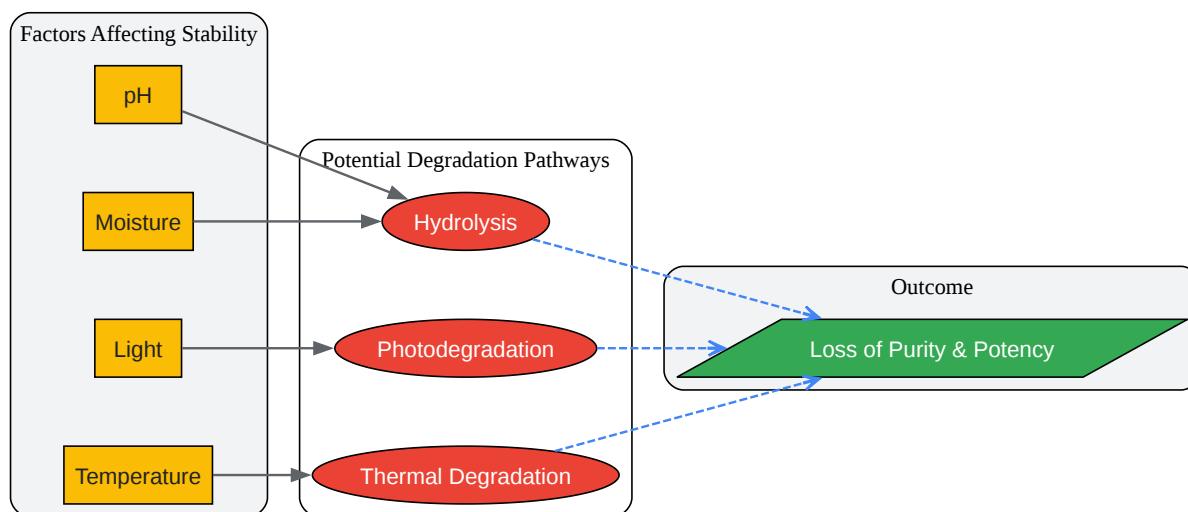 Factors Affecting Stability
pH
Moisture
Light
Temperature
Potential Degradation Pathways
Hydrolysis
Photodegradation
Thermal Degradation
Outcome
Loss of Purity & Potency